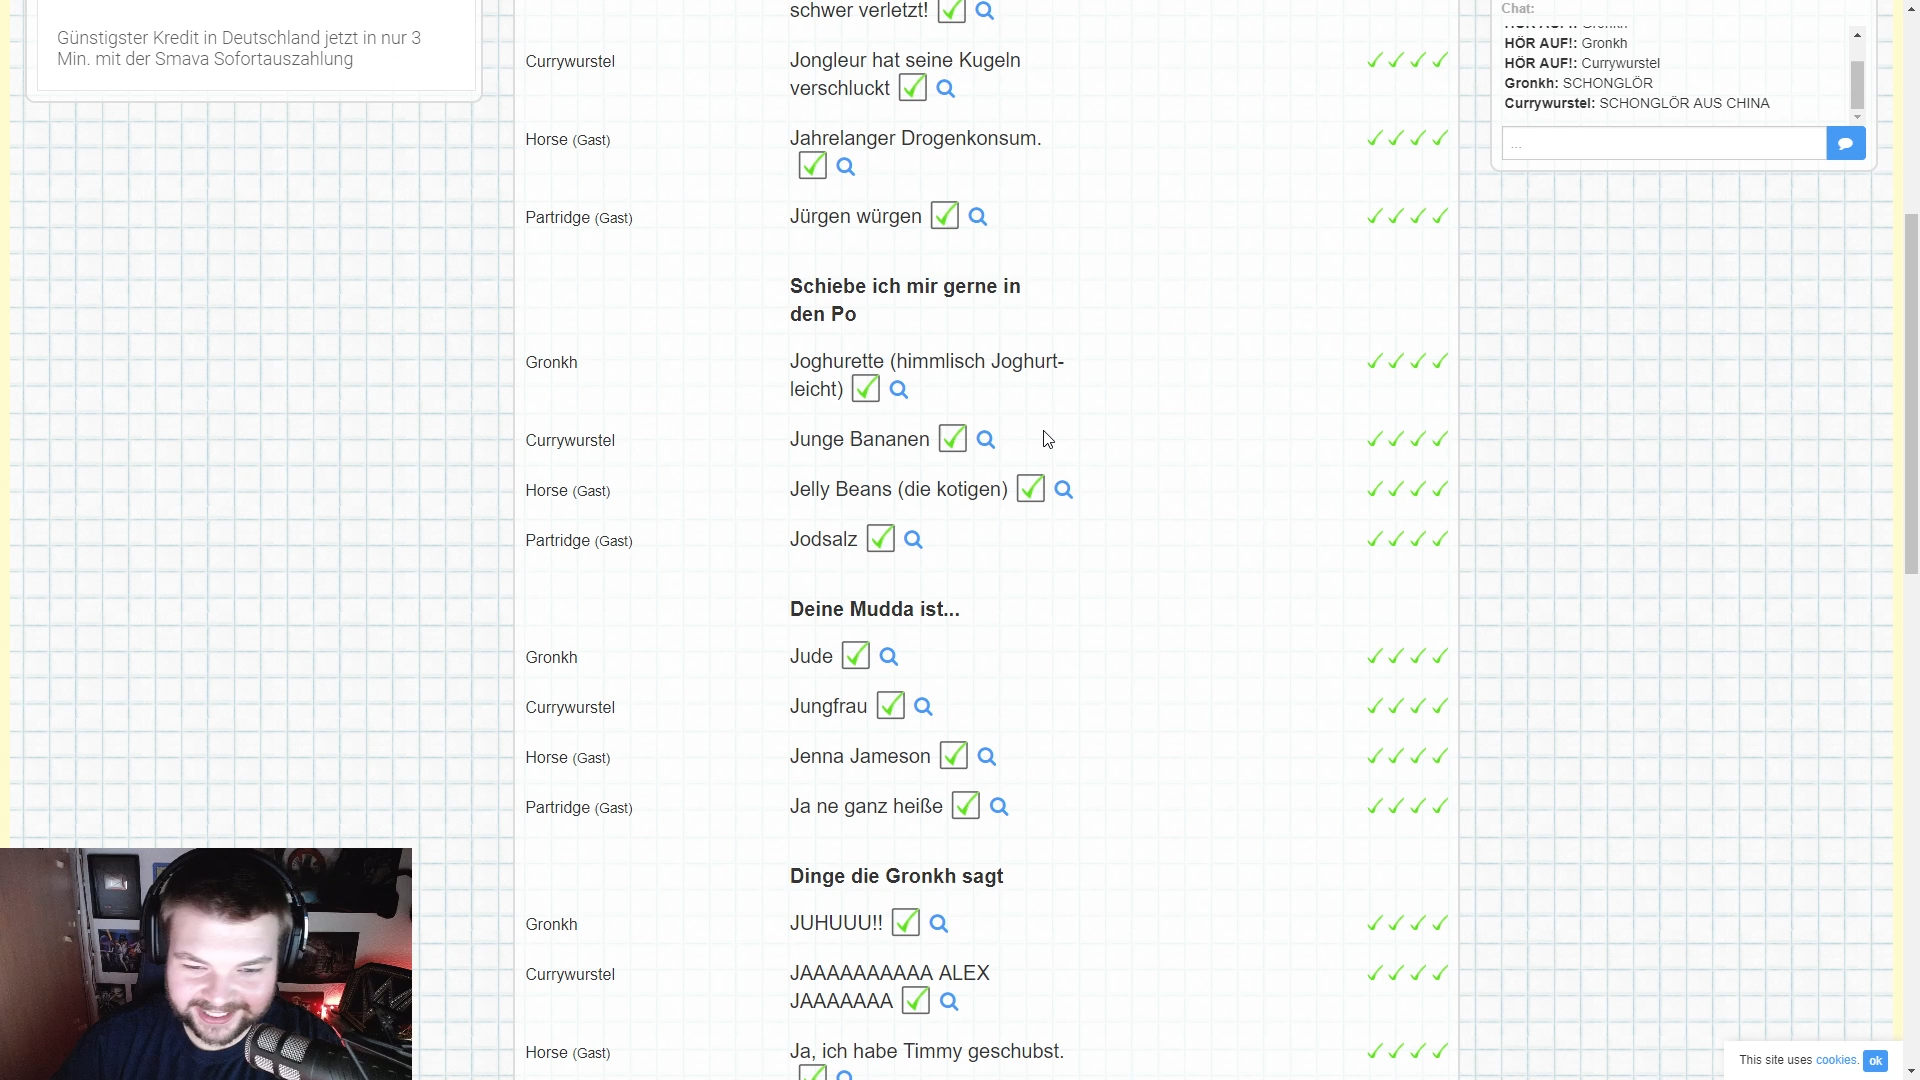 schwer verletzt!
Günstigster Kredit in Deutschland jetzt in nur 3
Min. mit der Smava Sofortauszahlung
Currywurstel
Jongleur hat seine Kugeln
verschluckt
Horse (Gast)
Jahrelanger Drogenkonsum.
Partridge (Gast)
Jürgen würgen
Schiebe ich mir gerne in
den Po
Gronkh
Joghurette (himmlisch Joghurt-
leicht)
Currywurstel
Junge Bananen
Horse (Gast)
Jelly Beans (die kotigen)
Partridge (Gast)
Jodsalz
Deine Mudda ist...
Gronkh
Jude
Currywurstel
Jungfrau
Horse (Gast)
Jenna Jameson
Partridge (Gast)
Ja ne ganz heiße
Dinge die Gronkh sagt
Gronkh
JUHUUU!!
Currywurstel
JAAAAAAAAAA ALEX
JAAAAAAA
Horse (Gast)
Ja, ich habe Timmy geschubst.
Chat:
HÖR AUF!: Gronkh
HÖR AUF!: Gronkh
HÖR AUF!: Currywurstel
Gronkh: SCHONGLÖR
Currywurstel: SCHONGLÖR AUS CHINA
...
This site uses cookies.
ok